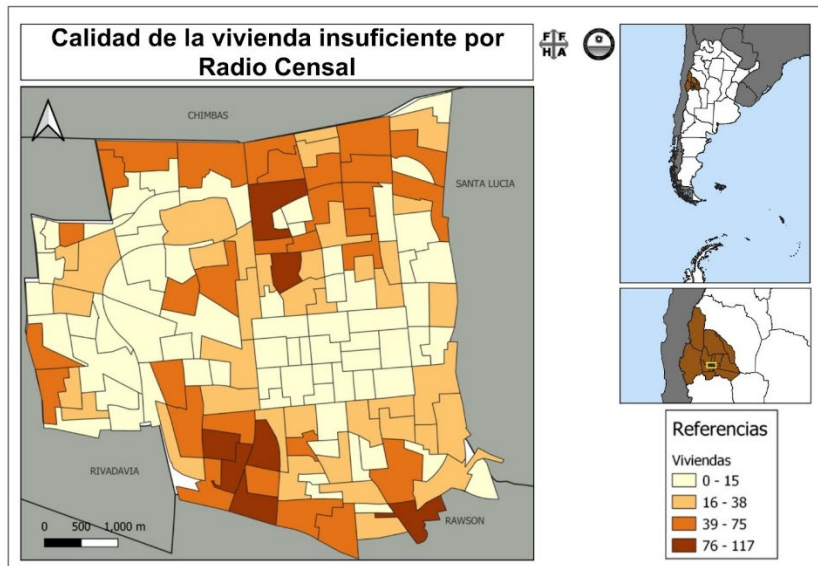 Calidad de la vivienda insuficiente por
Radio Censal
F F
H A
CHIMBAS
SANTA LUCIA
RIVADAVIA
RAWSON
0 500 1,000 m
Referencias
Viviendas
0 - 15
16 - 38
39 - 75
76 - 117